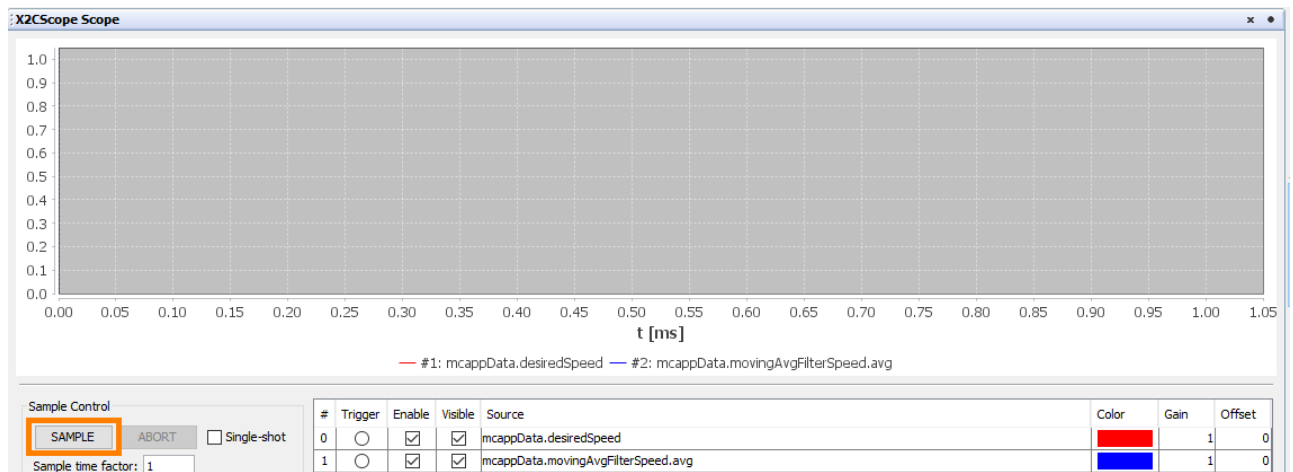 X2CScope Scope
1.0
0.9
0.8
0.7
0.6
0.5
0.4
0.3
0.2
0.1
0.0
0.00 0.05 0.10 0.15 0.20 0.25 0.30 0.35 0.40 0.45 0.50 0.55 0.60 0.65 0.70 0.75 0.80 0.85 0.90 0.95 1.00 1.05
t [ms]
#1: mcappData.desiredSpeed #2: mcappData.movingAvgFilterSpeed.avg
Sample Control
SAMPLE ABORT Single-shot
Sample time factor: 1
# Trigger Enable Visible Source Color Gain Offset
0 mcappData.desiredSpeed 1 0
1 mcappData.movingAvgFilterSpeed.avg 1 0